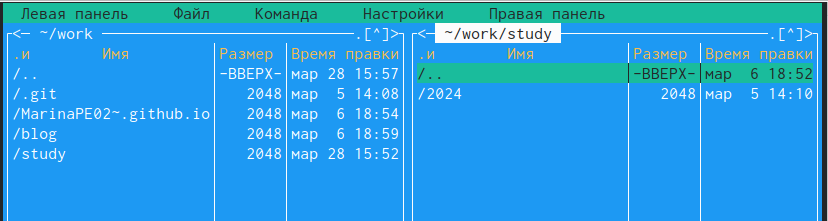 Левая панель Файл Команда Настройки Правая панель
<─ ~/work .[^]> <─ ~/work/study .[^]>
.и Имя Размер Время правки .и Имя Размер Время правки
/.. -ВВЕРХ- мар 28 15:57 /.. -ВВЕРХ- мар 6 18:52
/.git 2048 мар 5 14:08 /2024 2048 мар 5 14:10
/MarinaPE02~.github.io 2048 мар 6 18:54
/blog 2048 мар 6 18:59
/study 2048 мар 28 15:52